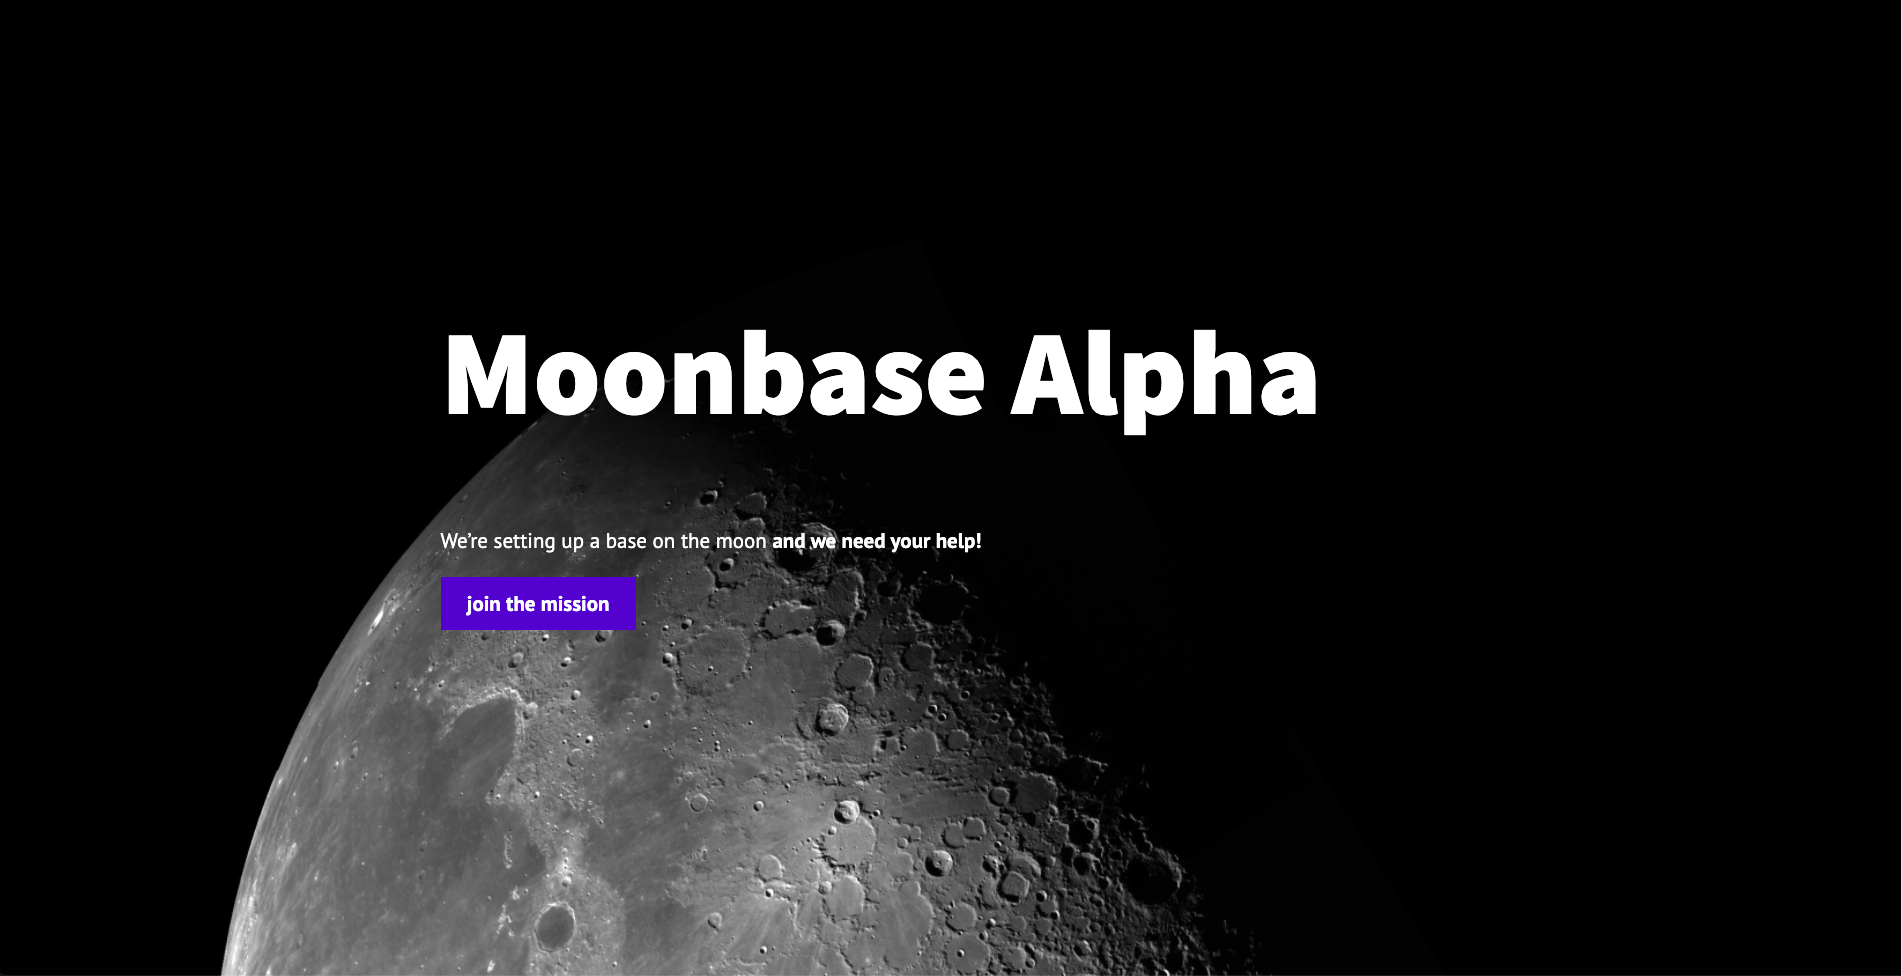 Moonbase Alpha
We’re setting up a base on the moon and we need your help!
join the mission